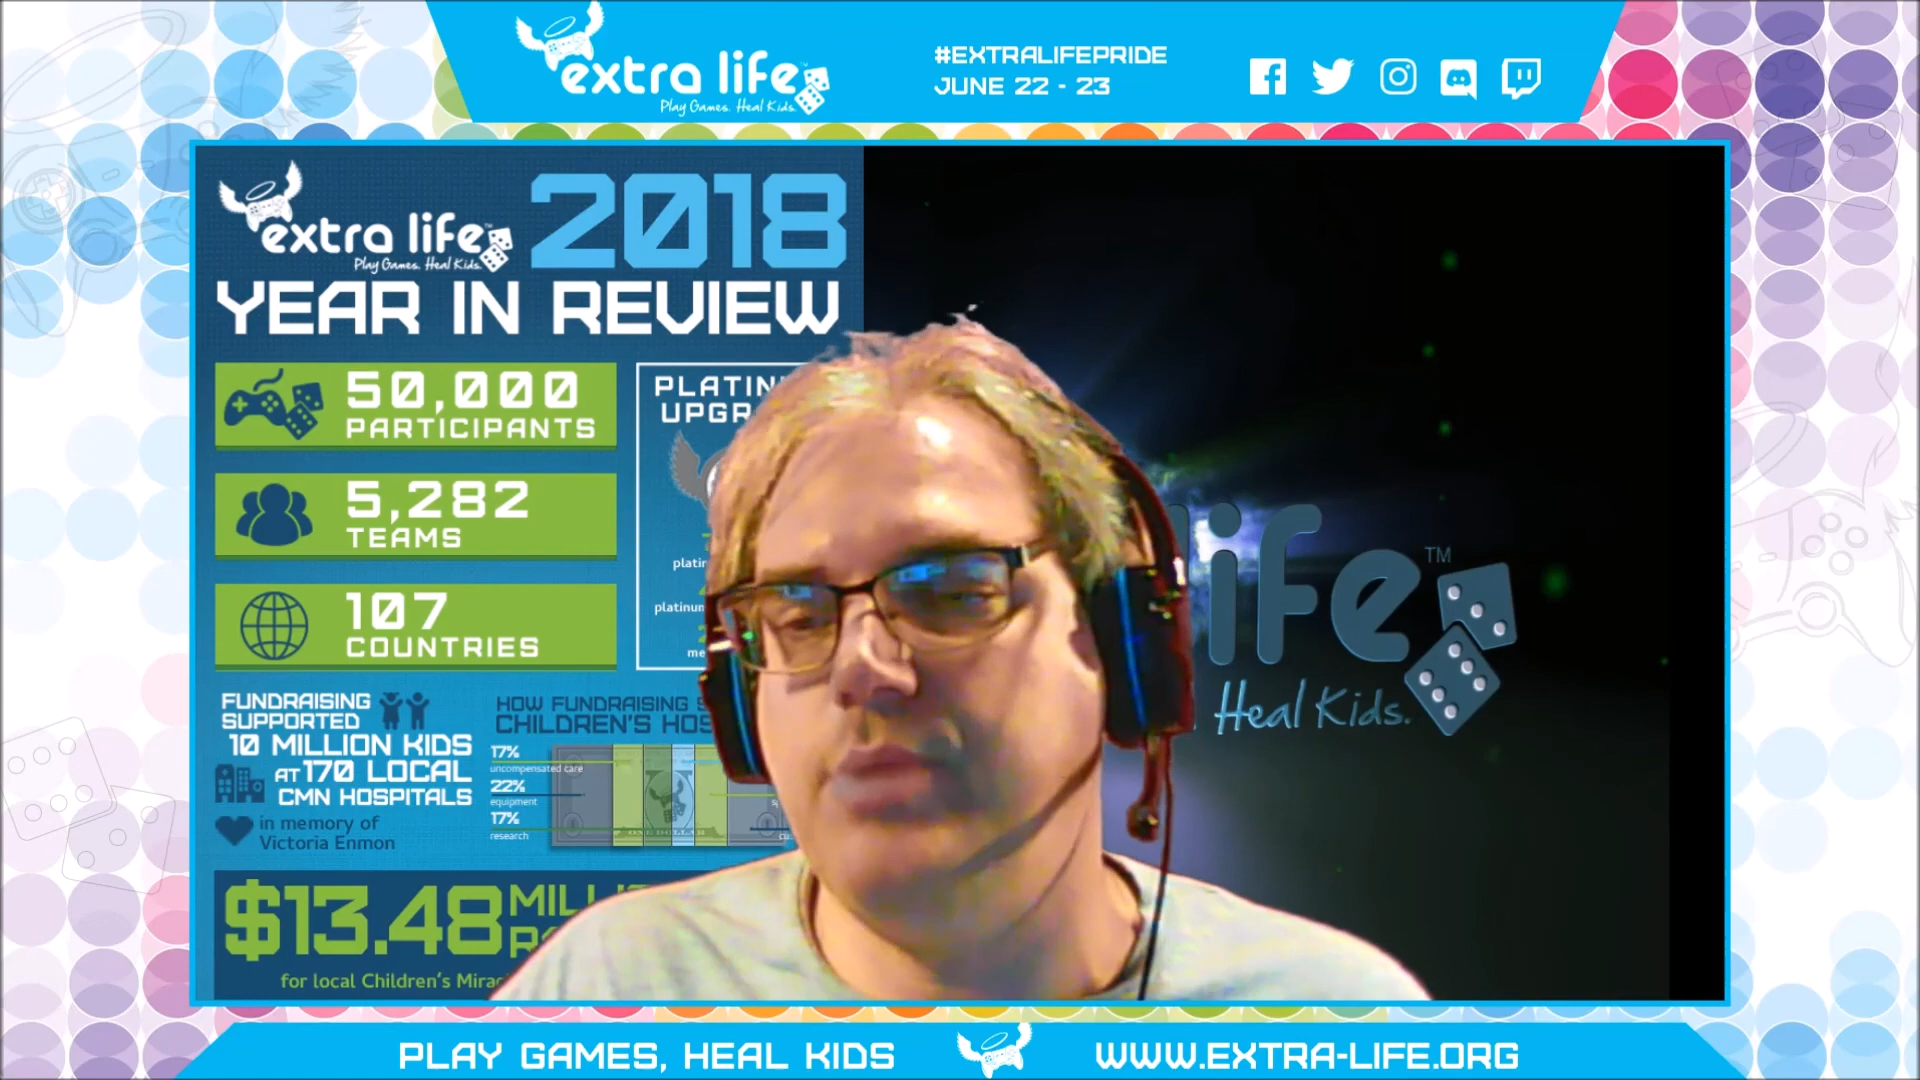 extra life
Play Games. Heal Kids.
#EXTRALIFEPRIDE
JUNE 22 - 23
extra life™
Play Games. Heal Kids.
2018
YEAR IN REVIEW
50,000
PARTICIPANTS
5,282
TEAMS
107
COUNTRIES
FUNDRAISING
SUPPORTED
10 MILLION KIDS
AT 170 LOCAL
CMN HOSPITALS
in memory of
Victoria Enmon
HOW FUNDRAISING
17%
uncompensated care
22%
equipment
17%
research
$13.48
for local Children's
life™
Heal Kids.
PLAY GAMES, HEAL KIDS
WWW.EXTRA-LIFE.ORG